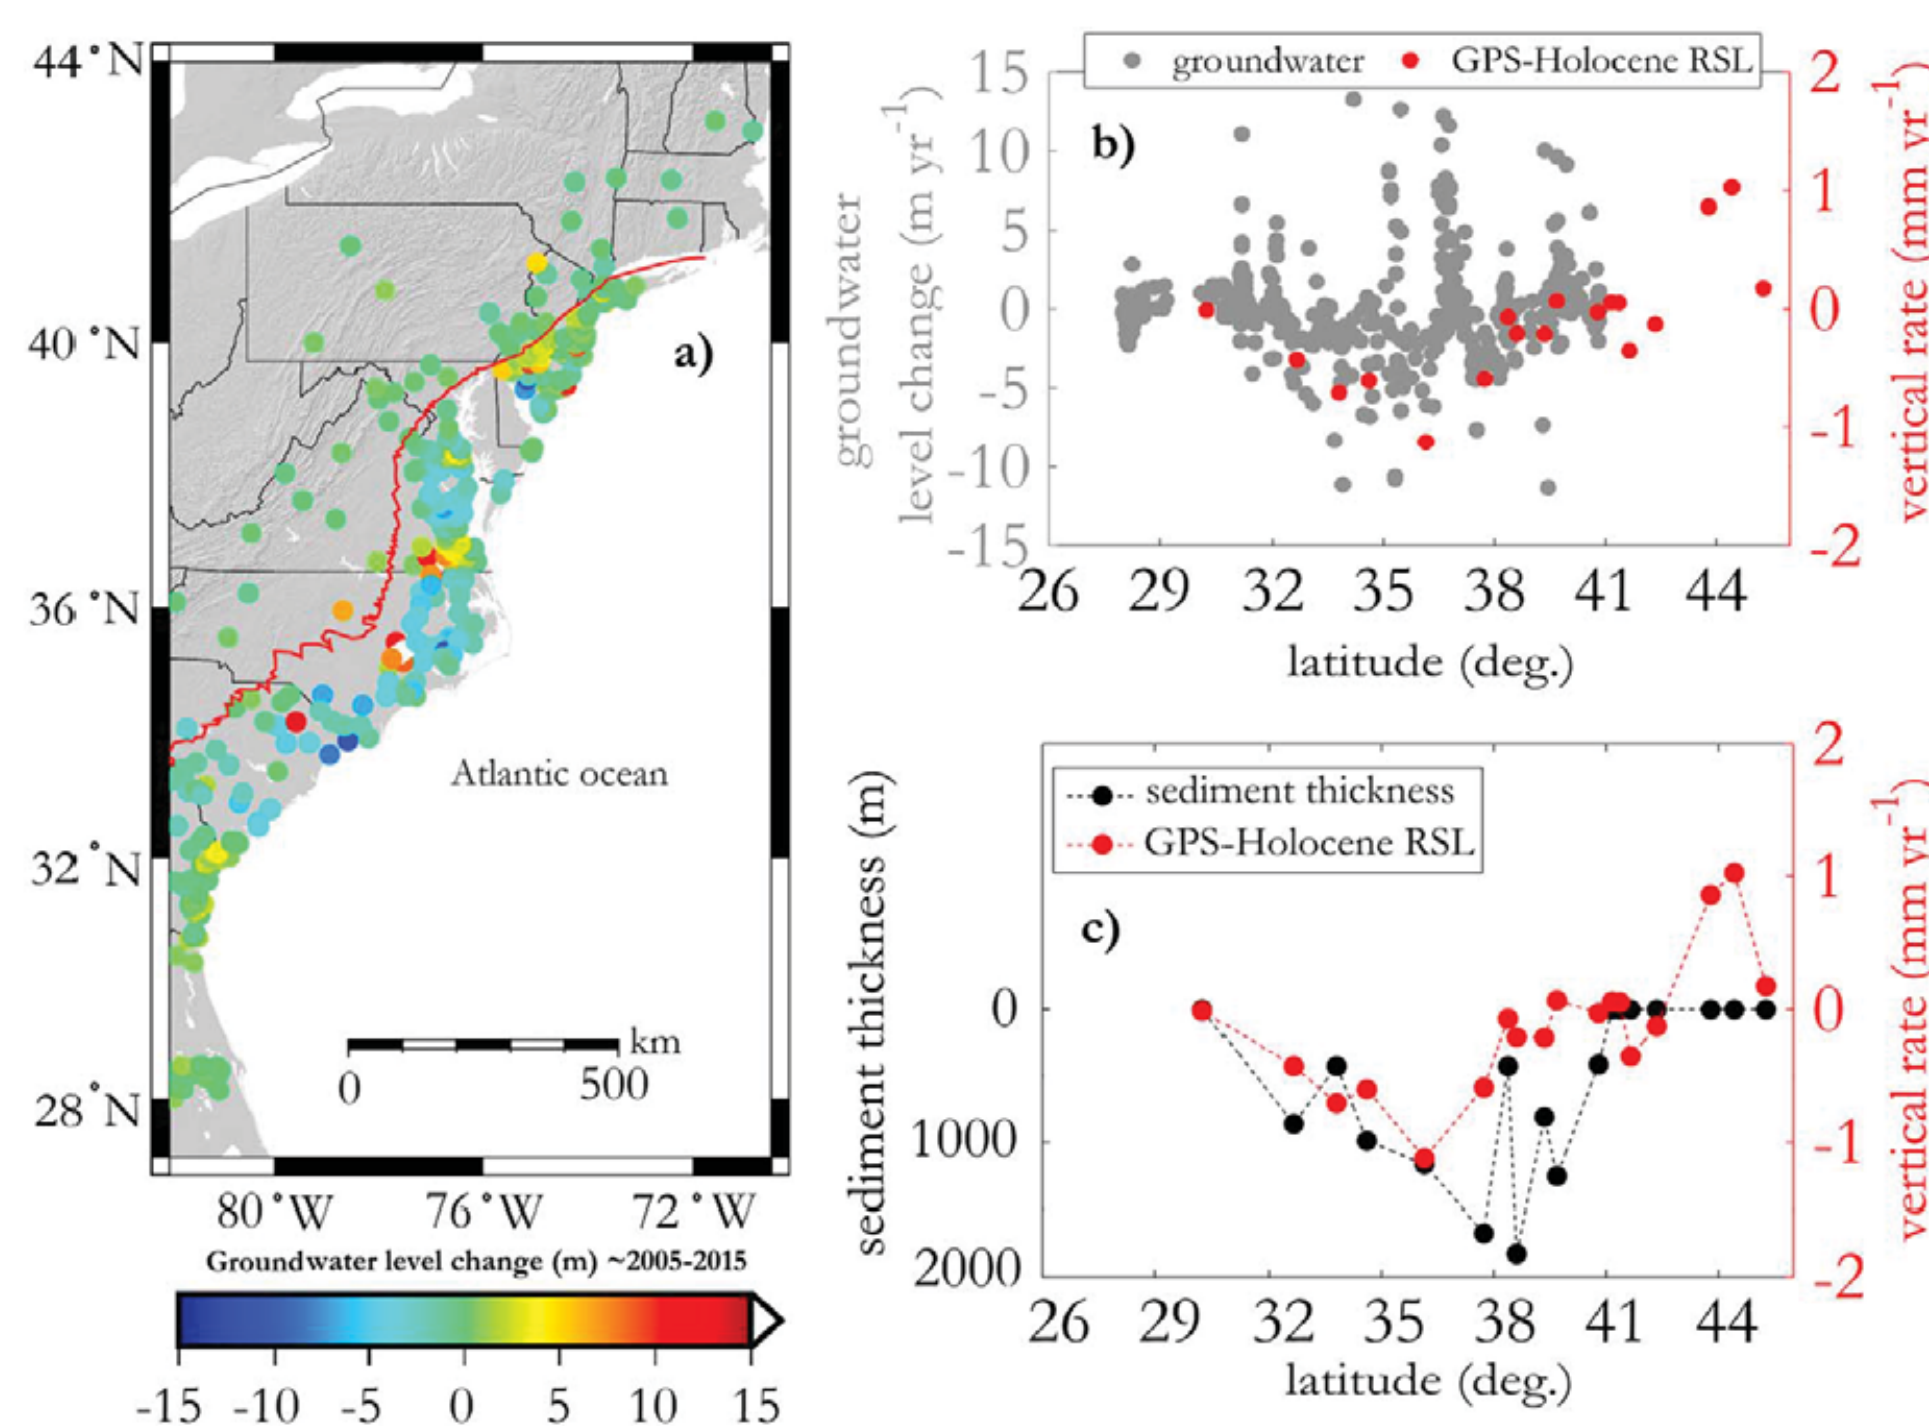 44°N
40°N
36°N
32°N
28°N
a)
Atlantic ocean
km
0 500
80°W 76°W 72°W
Groundwater level change (m) ~2005-2015
-15 -10 -5 0 5 10 15
groundwater GPS-Holocene RSL
b)
groundwater
level change (m yr-1)
15
10
5
0
-5
-10
-15
2
1
0
-1
-2
vertical rate (mm yr-1)
26 29 32 35 38 41 44
latitude (deg.)
sediment thickness
GPS-Holocene RSL
c)
sediment thickness (m)
0
1000
2000
2
1
0
-1
-2
vertical rate (mm yr-1)
26 29 32 35 38 41 44
latitude (deg.)